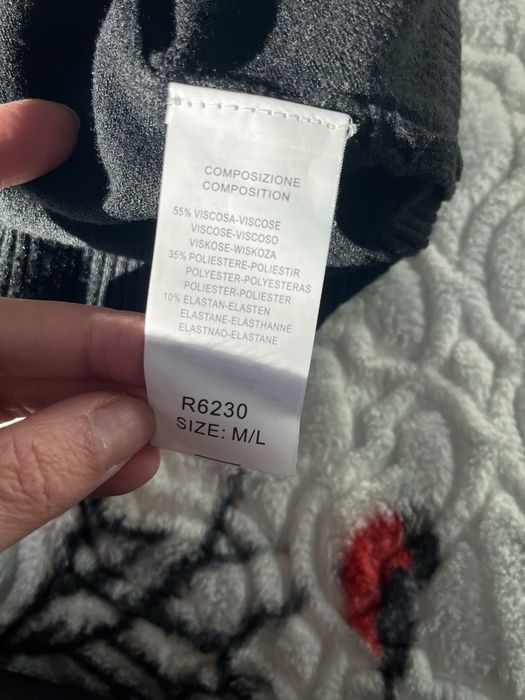 COMPOSIZIONE
COMPOSITION
55% VISCOSA-VISCOSE
VISCOSE-VISCOSO
VISKOSE-WISKOZA
35% POLIESTERE-POLIESTIR
POLYESTER-POLYESTERAS
POLIESTER-POLIESTER
10% ELASTAN-ELASTEN
ELASTANE-ELASTHANNE
ELASTNAO-ELASTANE
R6230
SIZE: M/L